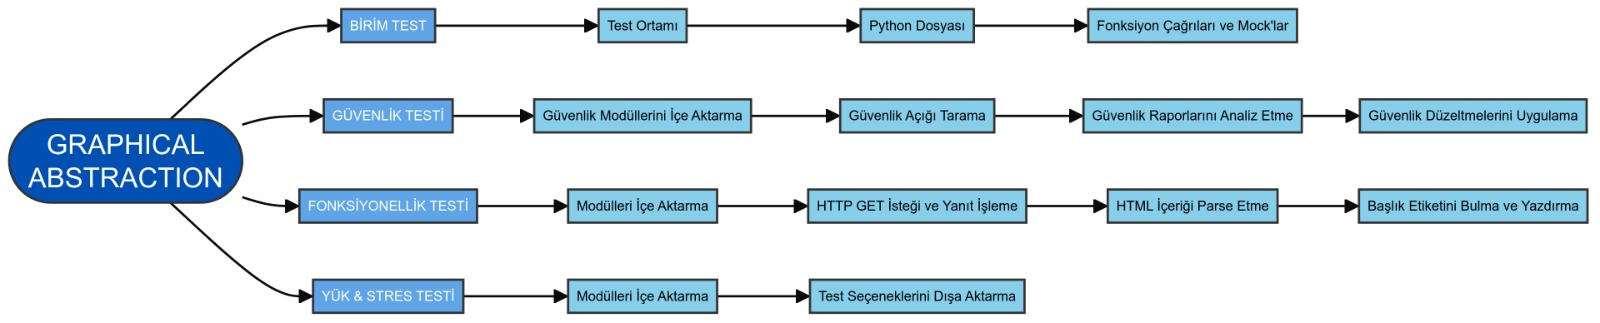 GRAPHICAL
ABSTRACTION
BİRİM TEST
Test Ortamı
Python Dosyası
Fonksiyon Çağrıları ve Mock'lar
GÜVENLİK TESTİ
Güvenlik Modüllerini İçe Aktarma
Güvenlik Açığı Tarama
Güvenlik Raporlarını Analiz Etme
Güvenlik Düzeltmelerini Uygulama
FONKSİYONELLİK TESTİ
Modülleri İçe Aktarma
HTTP GET İsteği ve Yanıt İşleme
HTML İçeriği Parse Etme
Başlık Etiketini Bulma ve Yazdırma
YÜK & STRES TESTİ
Modülleri İçe Aktarma
Test Seçeneklerini Dışa Aktarma